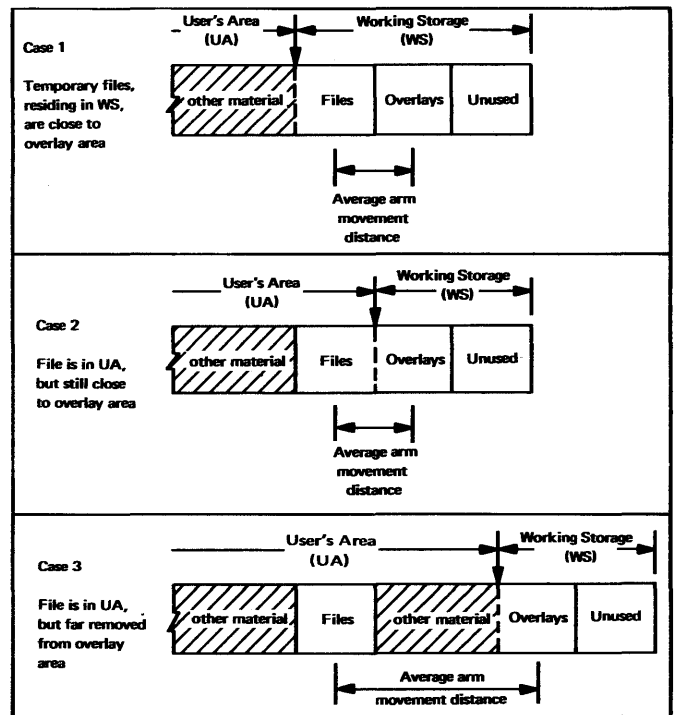 Case 1
Temporary files,
residing in WS,
are close to
overlay area
User's Area
(UA)
Working Storage
(WS)
other material
Files
Overlays
Unused
Average arm
movement
distance
Case 2
File is in UA,
but still close
to overlay area
User's Area
(UA)
Working Storage
(WS)
other material
Files
Overlays
Unused
Average arm
movement
distance
Case 3
File is in UA,
but far removed
from overlay
area
User's Area
(UA)
Working Storage
(WS)
other material
Files
other material
Overlays
Unused
Average arm
movement distance